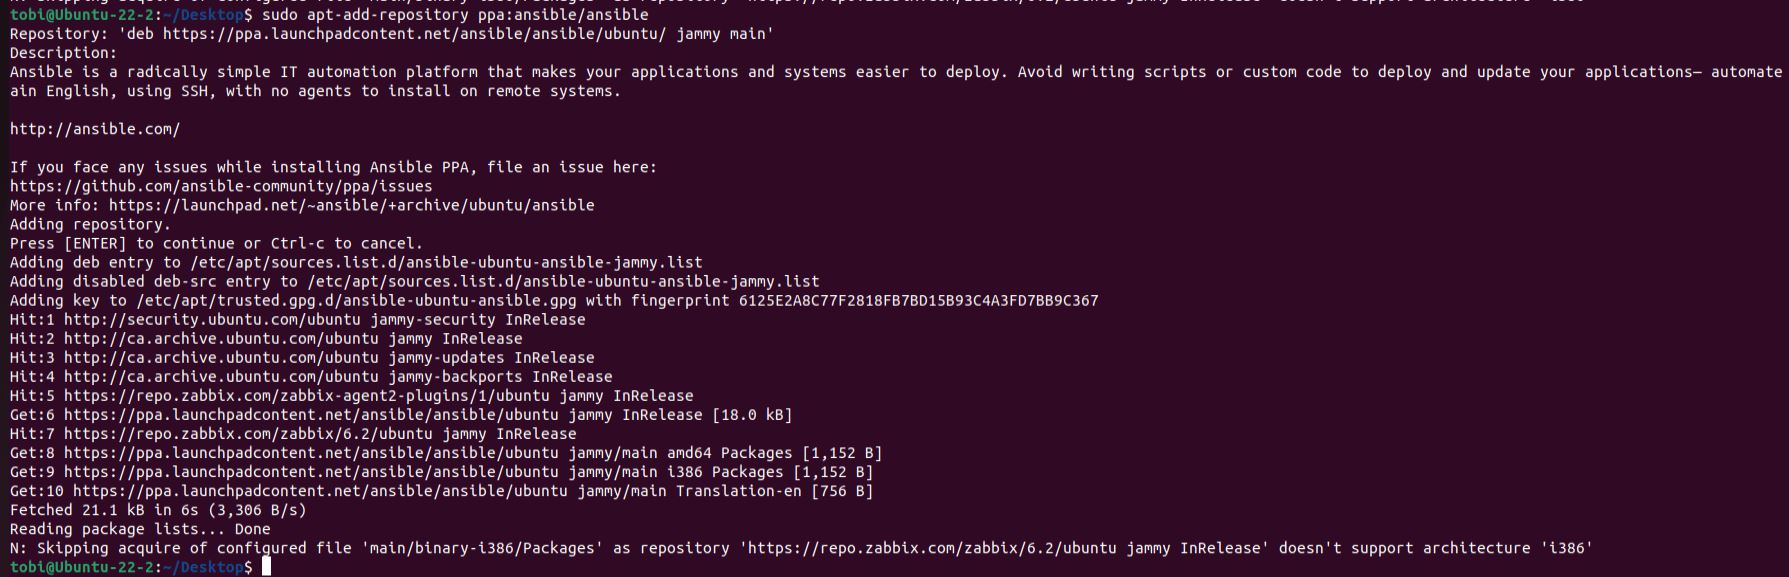 tobi@Ubuntu-22-2:~/Desktop$ sudo apt-add-repository ppa:ansible/ansible
Repository: 'deb https://ppa.launchpadcontent.net/ansible/ansible/ubuntu/ jammy main'
Description:
Ansible is a radically simple IT automation platform that makes your applications and systems easier to deploy. Avoid writing scripts or custom code to deploy and update your applications— automate
ain English, using SSH, with no agents to install on remote systems.
http://ansible.com/
If you face any issues while installing Ansible PPA, file an issue here:
https://github.com/ansible-community/ppa/issues
More info: https://launchpad.net/~ansible/+archive/ubuntu/ansible
Adding repository.
Press [ENTER] to continue or Ctrl-c to cancel.
Adding deb entry to /etc/apt/sources.list.d/ansible-ubuntu-ansible-jammy.list
Adding disabled deb-src entry to /etc/apt/sources.list.d/ansible-ubuntu-ansible-jammy.list
Adding key to /etc/apt/trusted.gpg.d/ansible-ubuntu-ansible.gpg with fingerprint 6125E2A8C77F2818FB7BD15B93C4A3FD7BB9C367
Hit:1 http://security.ubuntu.com/ubuntu jammy-security InRelease
Hit:2 http://ca.archive.ubuntu.com/ubuntu jammy InRelease
Hit:3 http://ca.archive.ubuntu.com/ubuntu jammy-updates InRelease
Hit:4 http://ca.archive.ubuntu.com/ubuntu jammy-backports InRelease
Hit:5 https://repo.zabbix.com/zabbix-agent2-plugins/1/ubuntu jammy InRelease
Get:6 https://ppa.launchpadcontent.net/ansible/ansible/ubuntu jammy InRelease [18.0 kB]
Hit:7 https://repo.zabbix.com/zabbix/6.2/ubuntu jammy InRelease
Get:8 https://ppa.launchpadcontent.net/ansible/ansible/ubuntu jammy/main amd64 Packages [1,152 B]
Get:9 https://ppa.launchpadcontent.net/ansible/ansible/ubuntu jammy/main i386 Packages [1,152 B]
Get:10 https://ppa.launchpadcontent.net/ansible/ansible/ubuntu jammy/main Translation-en [756 B]
Fetched 21.1 kB in 6s (3,306 B/s)
Reading package lists... Done
N: Skipping acquire of configured file 'main/binary-i386/Packages' as repository 'https://repo.zabbix.com/zabbix/6.2/ubuntu jammy InRelease' doesn't support architecture 'i386'
tobi@Ubuntu-22-2:~/Desktop$